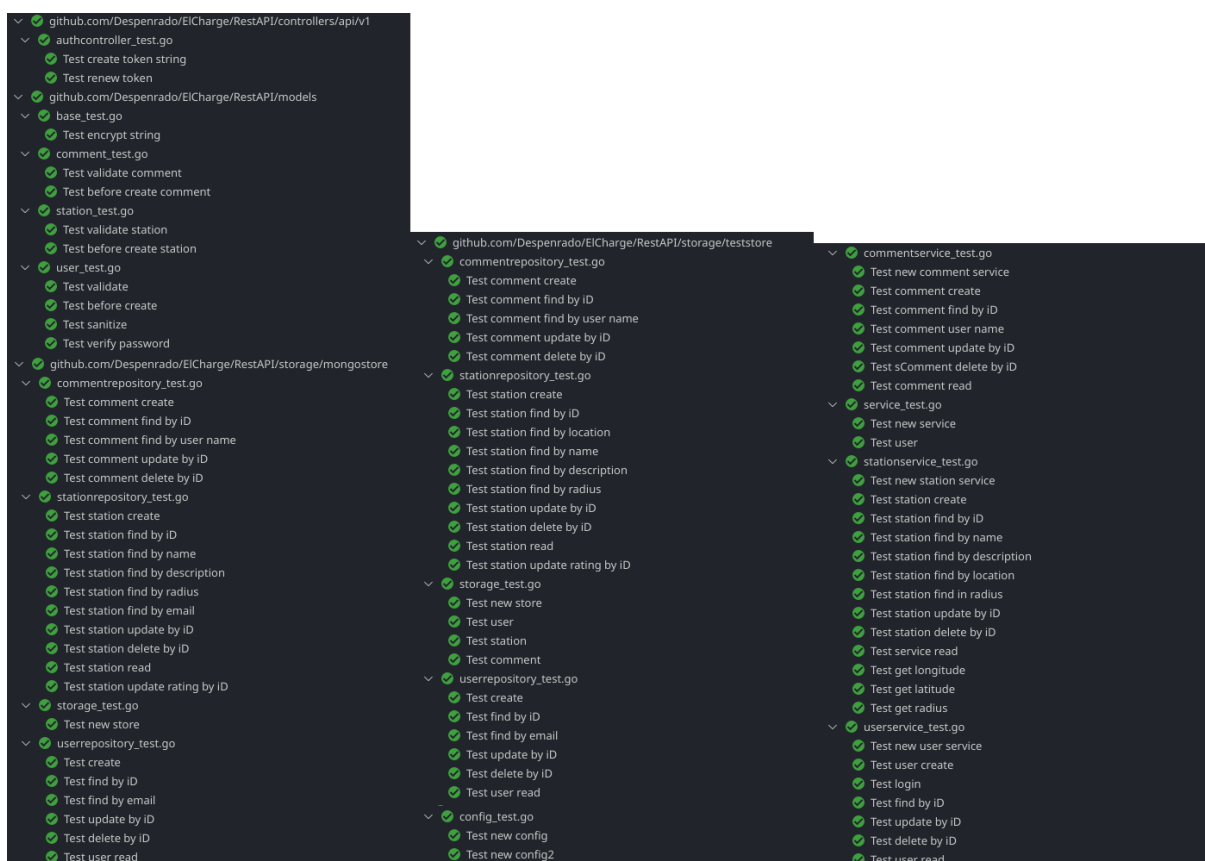 github.com/Despenrado/ElCharge/RestAPI/controllers/api/v1
authcontroller_test.go
Test create token string
Test renew token
github.com/Despenrado/ElCharge/RestAPI/models
base_test.go
Test encrypt string
comment_test.go
Test validate comment
Test before create comment
station_test.go
Test validate station
Test before create station
user_test.go
Test validate
Test before create
Test sanitize
Test verify password
github.com/Despenrado/ElCharge/RestAPI/storage/mongostore
commentrepository_test.go
Test comment create
Test comment find by iD
Test comment find by user name
Test comment update by iD
Test comment delete by iD
stationrepository_test.go
Test station create
Test station find by iD
Test station find by name
Test station find by description
Test station find by radius
Test station find by email
Test station update by iD
Test station delete by iD
Test station read
Test station update rating by iD
storage_test.go
Test new store
userrepository_test.go
Test create
Test find by iD
Test find by email
Test update by iD
Test delete by iD
Test user read
github.com/Despenrado/ElCharge/RestAPI/storage/teststore
commentrepository_test.go
Test comment create
Test comment find by iD
Test comment find by user name
Test comment update by iD
Test comment delete by iD
stationrepository_test.go
Test station create
Test station find by iD
Test station find by location
Test station find by name
Test station find by description
Test station find by radius
Test station update by iD
Test station delete by iD
Test station read
Test station update rating by iD
storage_test.go
Test new store
Test user
Test station
Test comment
userrepository_test.go
Test create
Test find by iD
Test find by email
Test update by iD
Test delete by iD
Test user read
config_test.go
Test new config
Test new config2
commentservice_test.go
Test new comment service
Test comment create
Test comment find by iD
Test comment user name
Test comment update by iD
Test sComment delete by iD
Test comment read
service_test.go
Test new service
Test user
stationservice_test.go
Test new station service
Test station create
Test station find by iD
Test station find by name
Test station find by description
Test station find by location
Test station find in radius
Test station update by iD
Test station delete by iD
Test service read
Test get longitude
Test get latitude
Test get radius
userservice_test.go
Test new user service
Test user create
Test login
Test find by iD
Test update by iD
Test delete by iD
Test user read